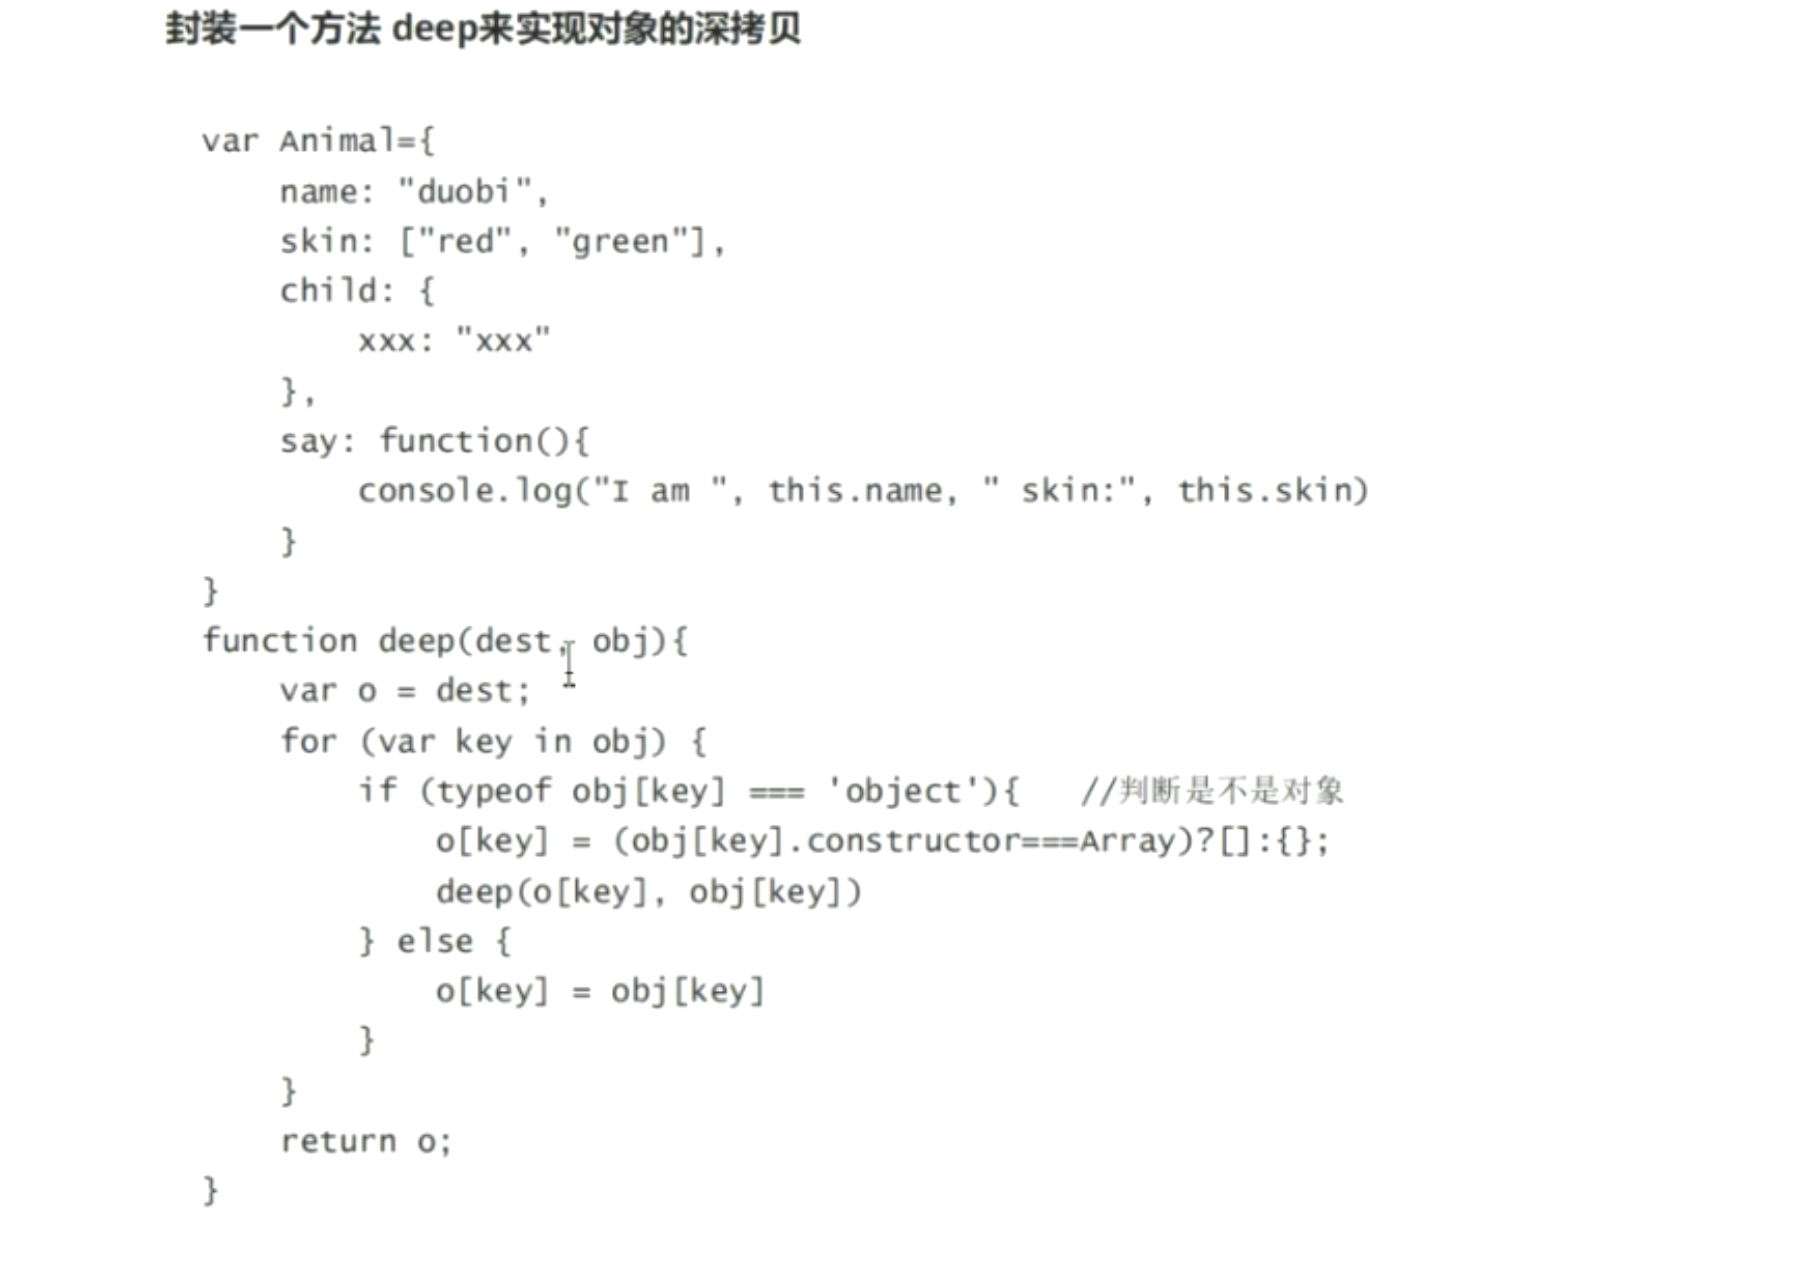 封装一个方法 deep来实现对象的深拷贝
var Animal={
    name: "duobi",
    skin: ["red", "green"],
    child: {
        xxx: "xxx"
    },
    say: function(){
        console.log("I am ", this.name, " skin:", this.skin)
    }
}
function deep(dest, obj){
    var o = dest;
    for (var key in obj) {
        if (typeof obj[key] === 'object'){   //判断是不是对象
            o[key] = (obj[key].constructor===Array)?[]:{};
            deep(o[key], obj[key])
        } else {
            o[key] = obj[key]
        }
    }
    return o;
}